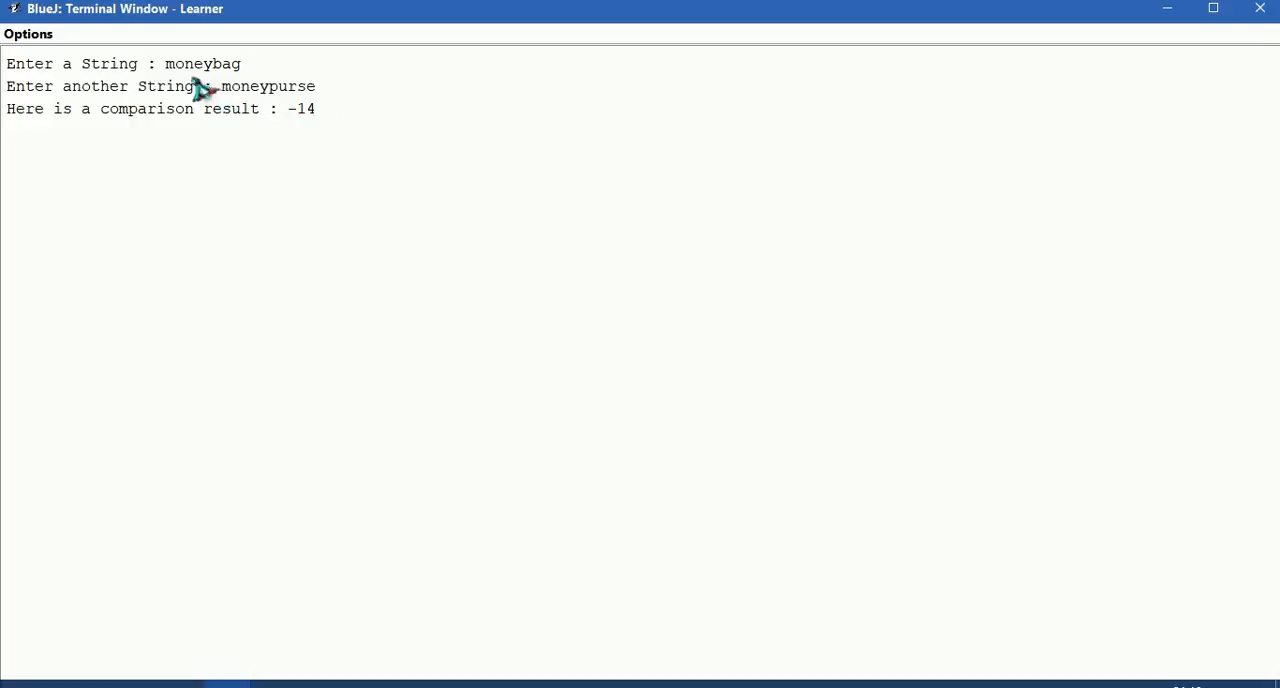 BlueJ: Terminal Window - Learner
Options
Enter a String : moneybag
Enter another String : moneypurse
Here is a comparison result : -14